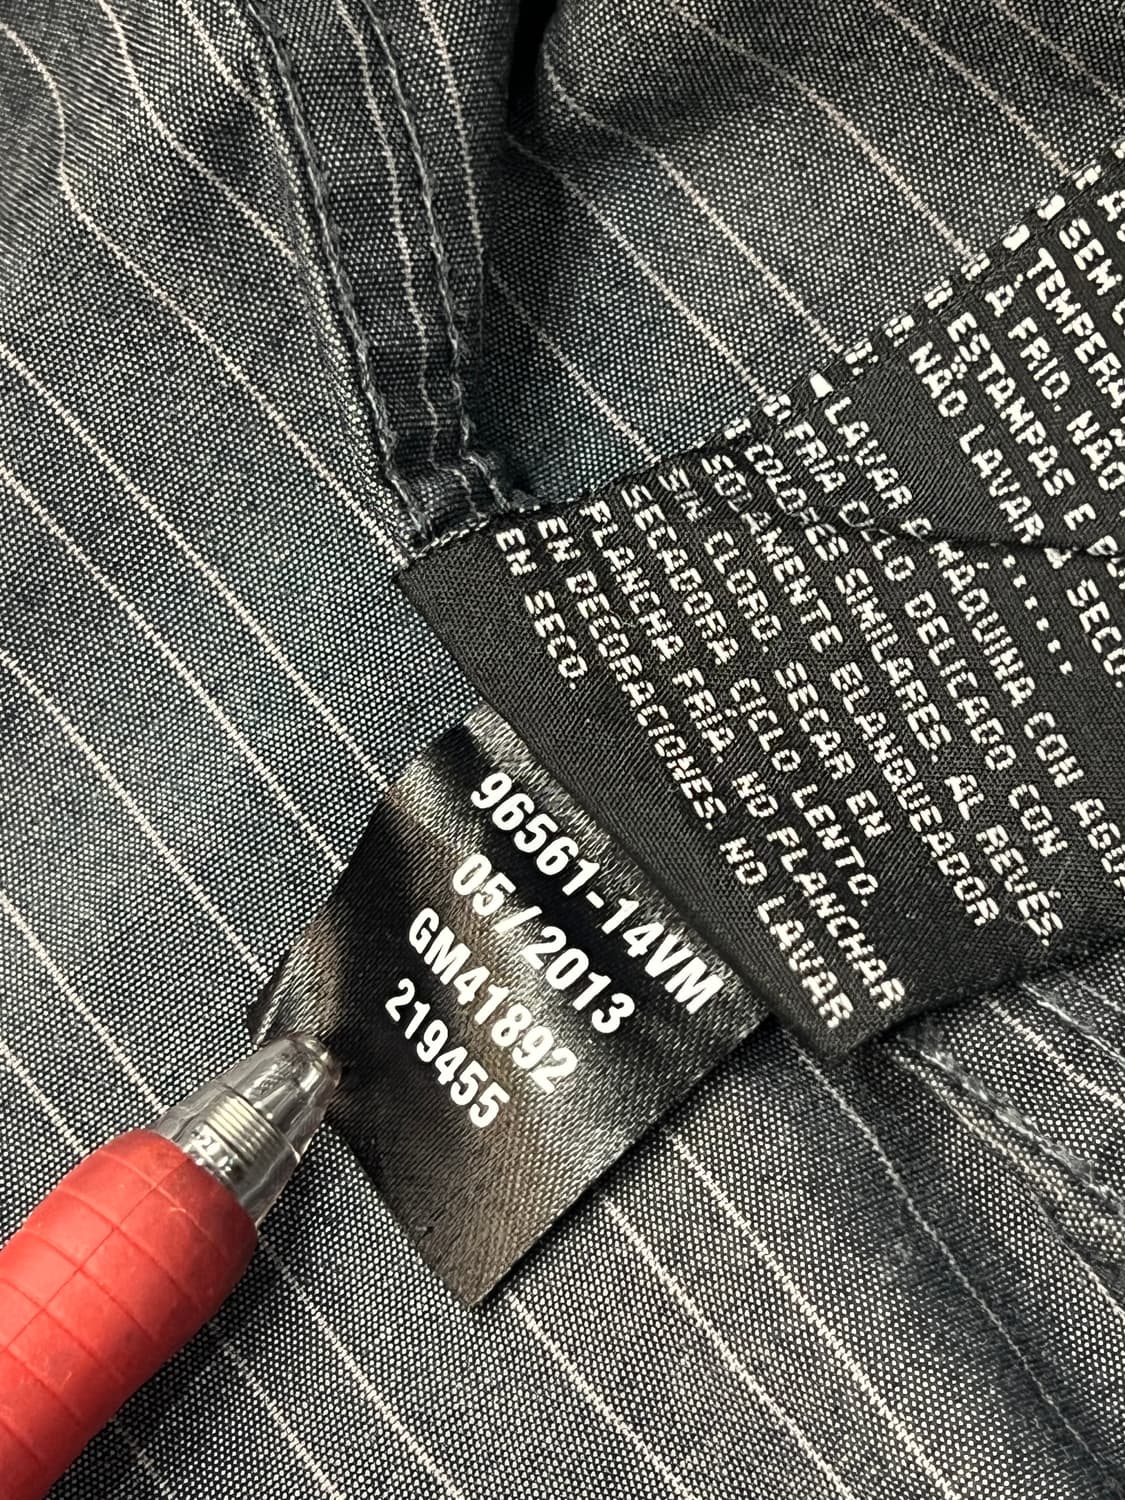 SEM
TEMPERA
A FRIO. NÃO
ESTAMPAS E
NÃO LAVAR A SECO.
LAVAR A MÁQUINA CON AGUA
FRÍA CICLO DELICADO CON
COLORES SIMILARES. AL REVÉS.
SOLAMENTE BLANQUEADOR
SIN CLORO. SECAR EN
SECADORA. CICLO LENTO.
PLANCHA FRÍA. NO PLANCHAR
EN DECORACIONES. NO LAVAR.
EN SECO.
96561-14VM
05/2013
GM41892
219455